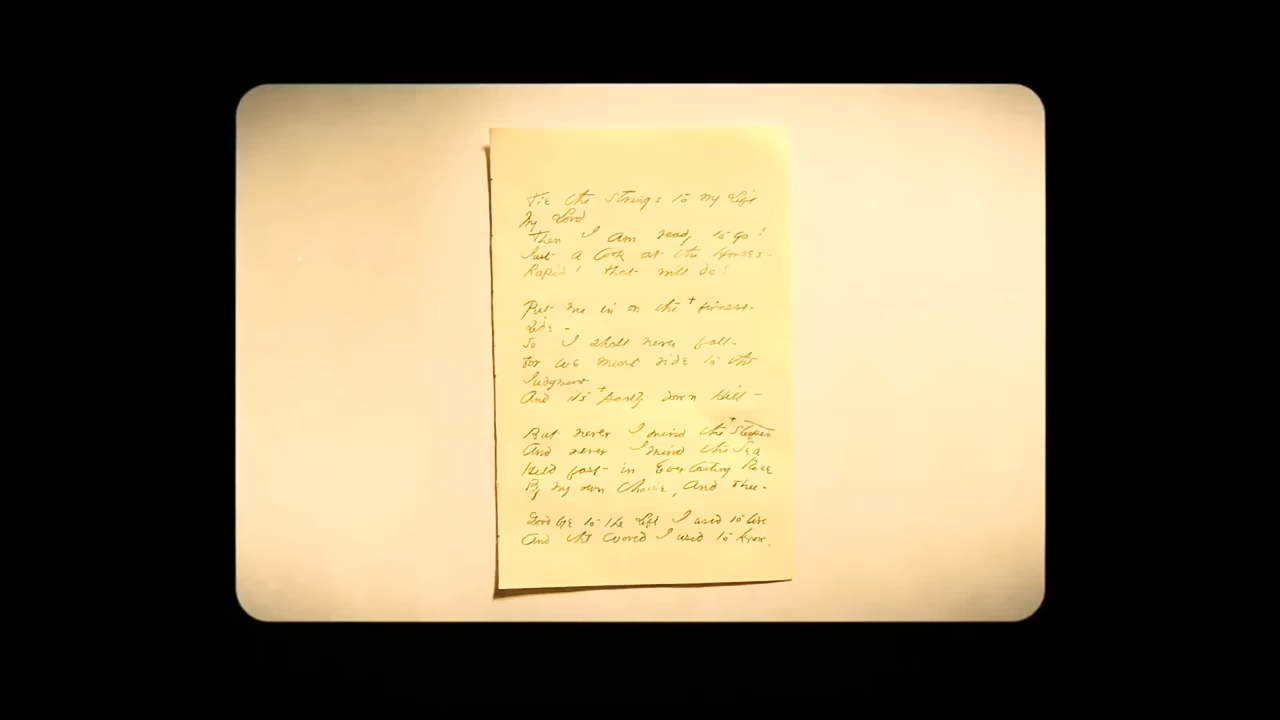 Tie the Strings to my Life
My Lord
Then I am ready to go!
Just a look at the Horses-
Rapid! that will do!
Put me in on the + firmest-
Side -
So I shall never fall-
For we must ride to the
Judgment
And it's + partly down Hill -
But never I mind the + steepest
And never I mind the Sea
Held fast- in Everlasting Race
By my own Choice, And Thee-
Good bye to the Life I used to live
And the World I used to know.